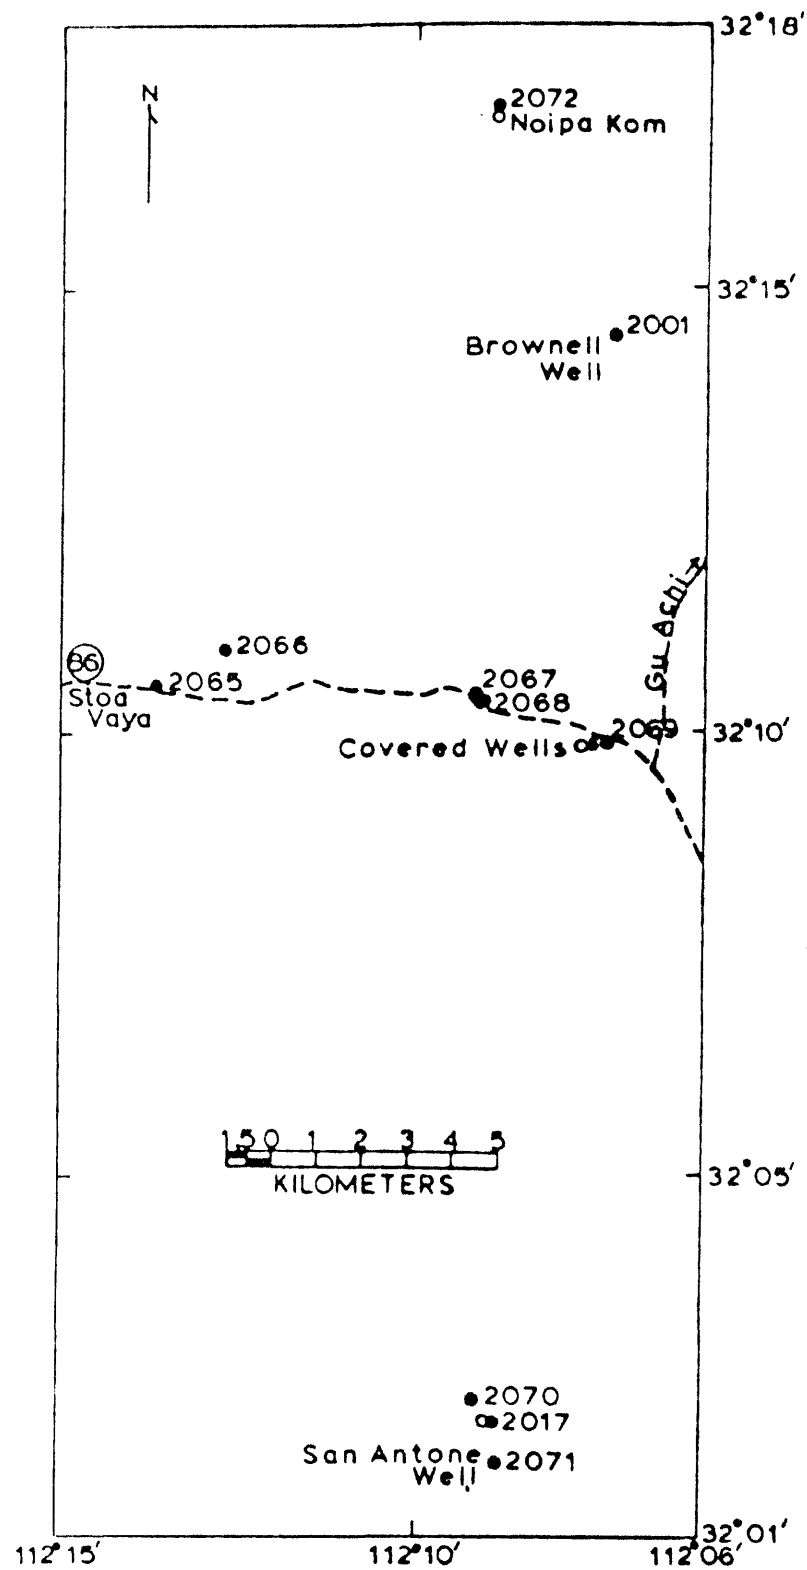 32°18'
N
2072
Noipa Kom
32°15'
2001
Brownell
Well
Gu Achi
2066
86
2065
Stoa
Vaya
2067
2068
2069
32°10'
Covered Wells
1 .5 0 1 2 3 4 5
KILOMETERS
32°05'
2070
2017
San Antone
Well
2071
32°01'
112°15' 112°10' 112°06'